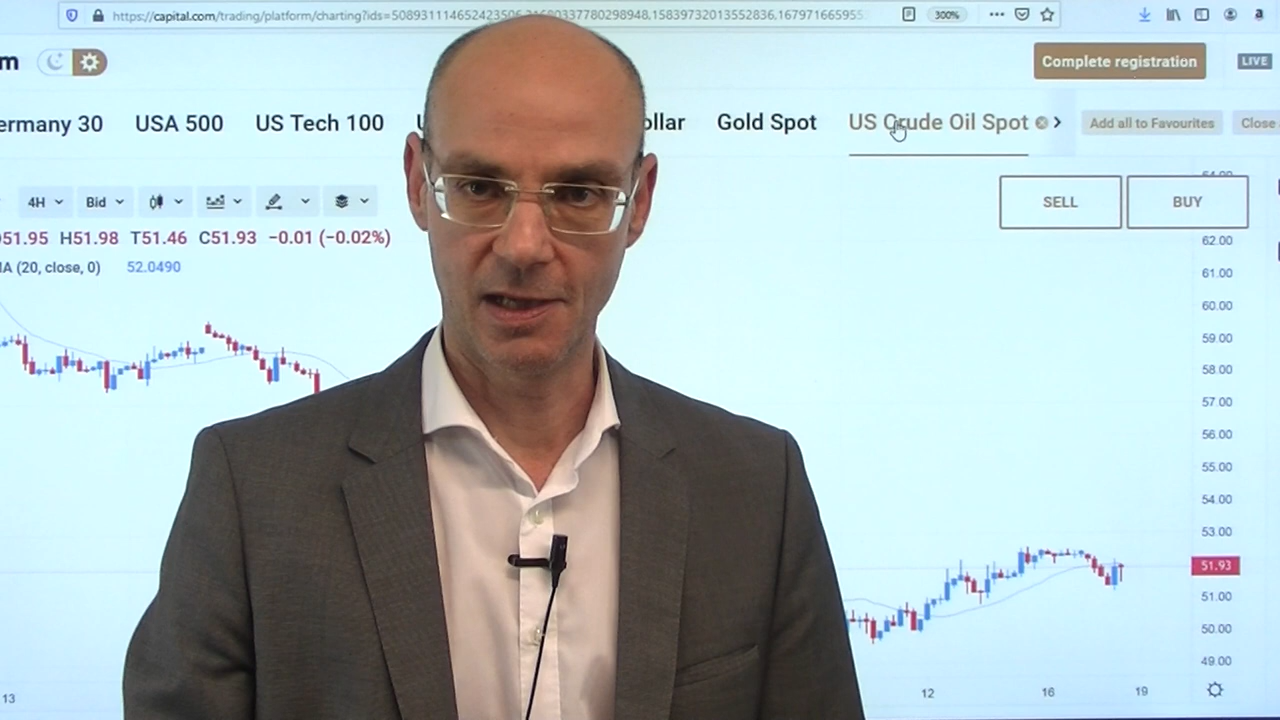 https://capital.com/trading/platform/charting?ids=
300%
m
Complete registration
LIVE
ermany 30
USA 500
US Tech 100
ollar
Gold Spot
US Crude Oil Spot
Add all to Favourites
Close
4H
Bid
SELL
BUY
O51.95 H51.98 T51.46 C51.93 −0.01 (−0.02%)
MA (20, close, 0) 52.0490
64.00
62.00
61.00
60.00
59.00
58.00
57.00
56.00
55.00
54.00
53.00
51.93
51.00
50.00
49.00
13
12
16
19